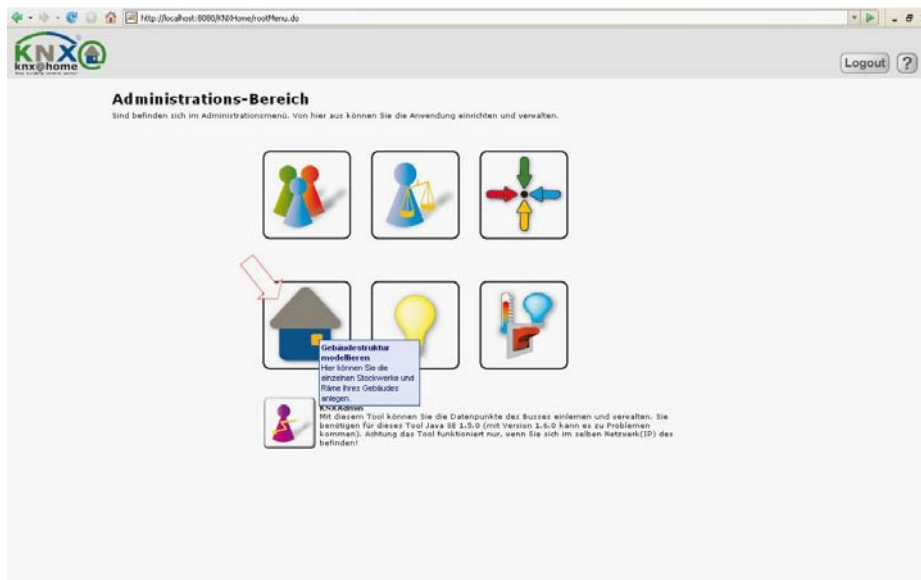 http://localhost:8080/KNXHome/rootMenu.do
KNX@
knx@home
Logout
?
Administrations-Bereich
Sind befinden sich im Administrationsmenü. Von hier aus können Sie die Anwendung einrichten und verwalten.
Gebäudestruktur
modellieren
Hier können Sie die
einzelnen Stockwerke und
Räme Ihres Gebäudes
anlegen.
KNXAdmin
Mit diesem Tool können Sie die Datenpunkte des Busses einlernen und verwalten. Sie
benötigen für dieses Tool Java SE 1.5.0 (mit Version 1.6.0 kann es zu Problemen
kommen). Achtung das Tool funktioniert nur, wenn Sie sich im selben Netzwerk(IP) des
befinden!